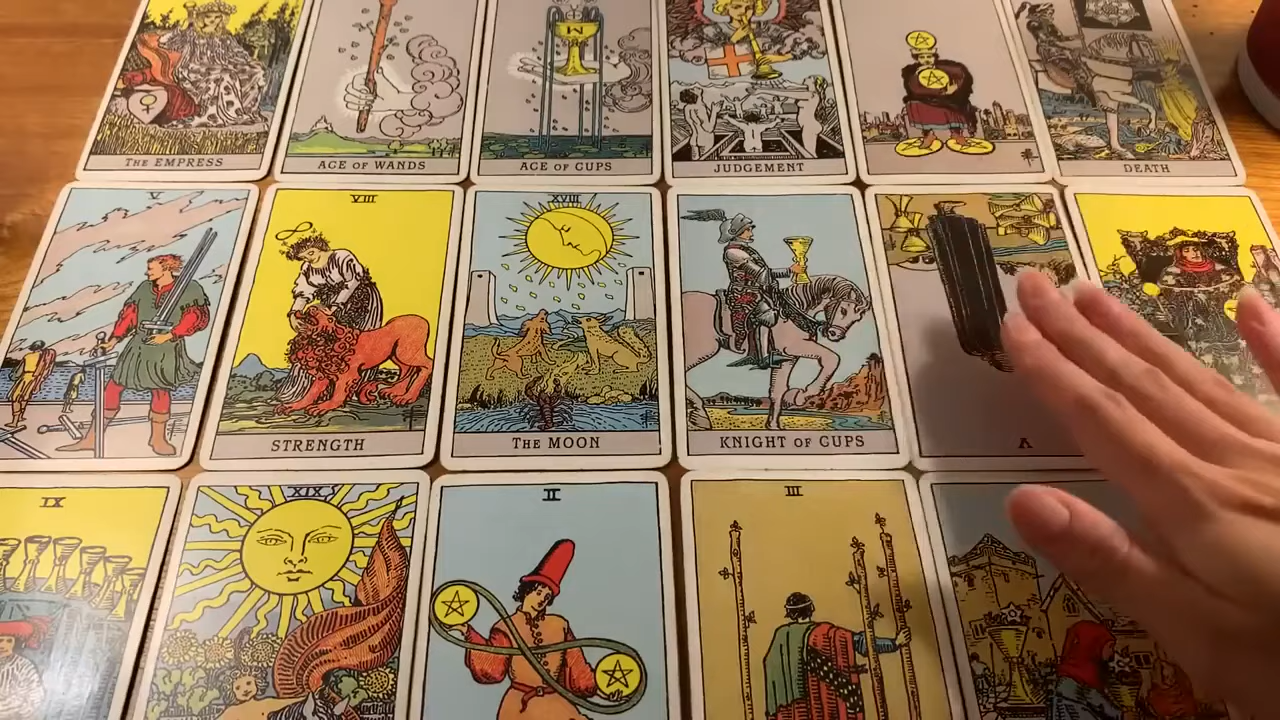 THE EMPRESS
ACE OF WANDS
ACE OF CUPS
JUDGEMENT
DEATH
V
VIII
STRENGTH
XVIII
THE MOON
KNIGHT OF CUPS
V
IX
XIX
II
III